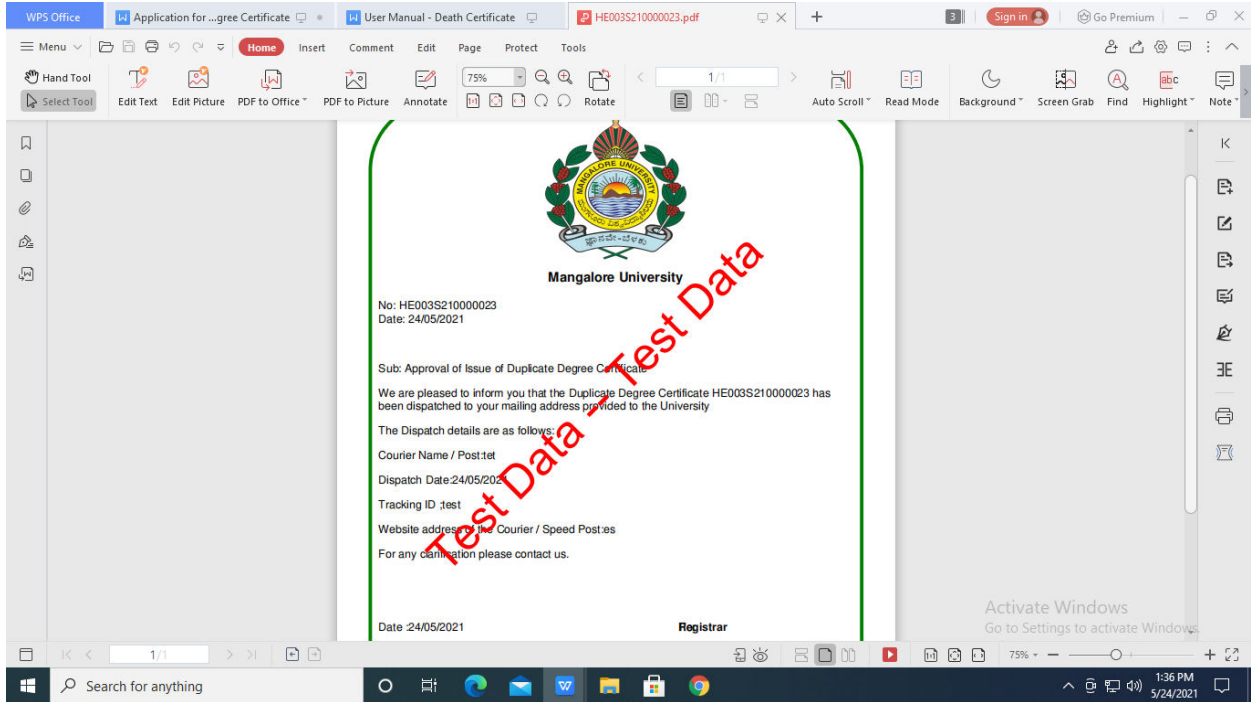 WPS Office
Application for ...gree Certificate
User Manual - Death Certificate
HE003S210000023.pdf
3
Sign in
Go Premium
Menu
Home
Insert
Comment
Edit
Page
Protect
Tools
Hand Tool
Select Tool
Edit Text
Edit Picture
PDF to Office
PDF to Picture
Annotate
75%
1/1
Rotate
Auto Scroll
Read Mode
Background
Screen Grab
Find
Highlight
Note
MANGALORE UNIVERSITY
ಮಂಗಳೂರು ವಿಶ್ವವಿದ್ಯಾನಿಲಯ
ಜ್ಞಾನವೇ-ಬೆಳಕು
Mangalore University
No: HE003S210000023
Date: 24/05/2021
Sub: Approval of Issue of Duplicate Degree Certificate
We are pleased to inform you that the Duplicate Degree Certificate HE003S210000023 has
been dispatched to your mailing address provided to the University
The Dispatch details are as follows:
Courier Name / Post:tet
Dispatch Date:24/05/2021
Tracking ID ;test
Website address of the Courier / Speed Post:es
For any clarification please contact us.
Date :24/05/2021
Registrar
Test Data -- Test Data
Activate Windows
Go to Settings to activate Windows.
1/1
75%
Search for anything
1:36 PM
5/24/2021